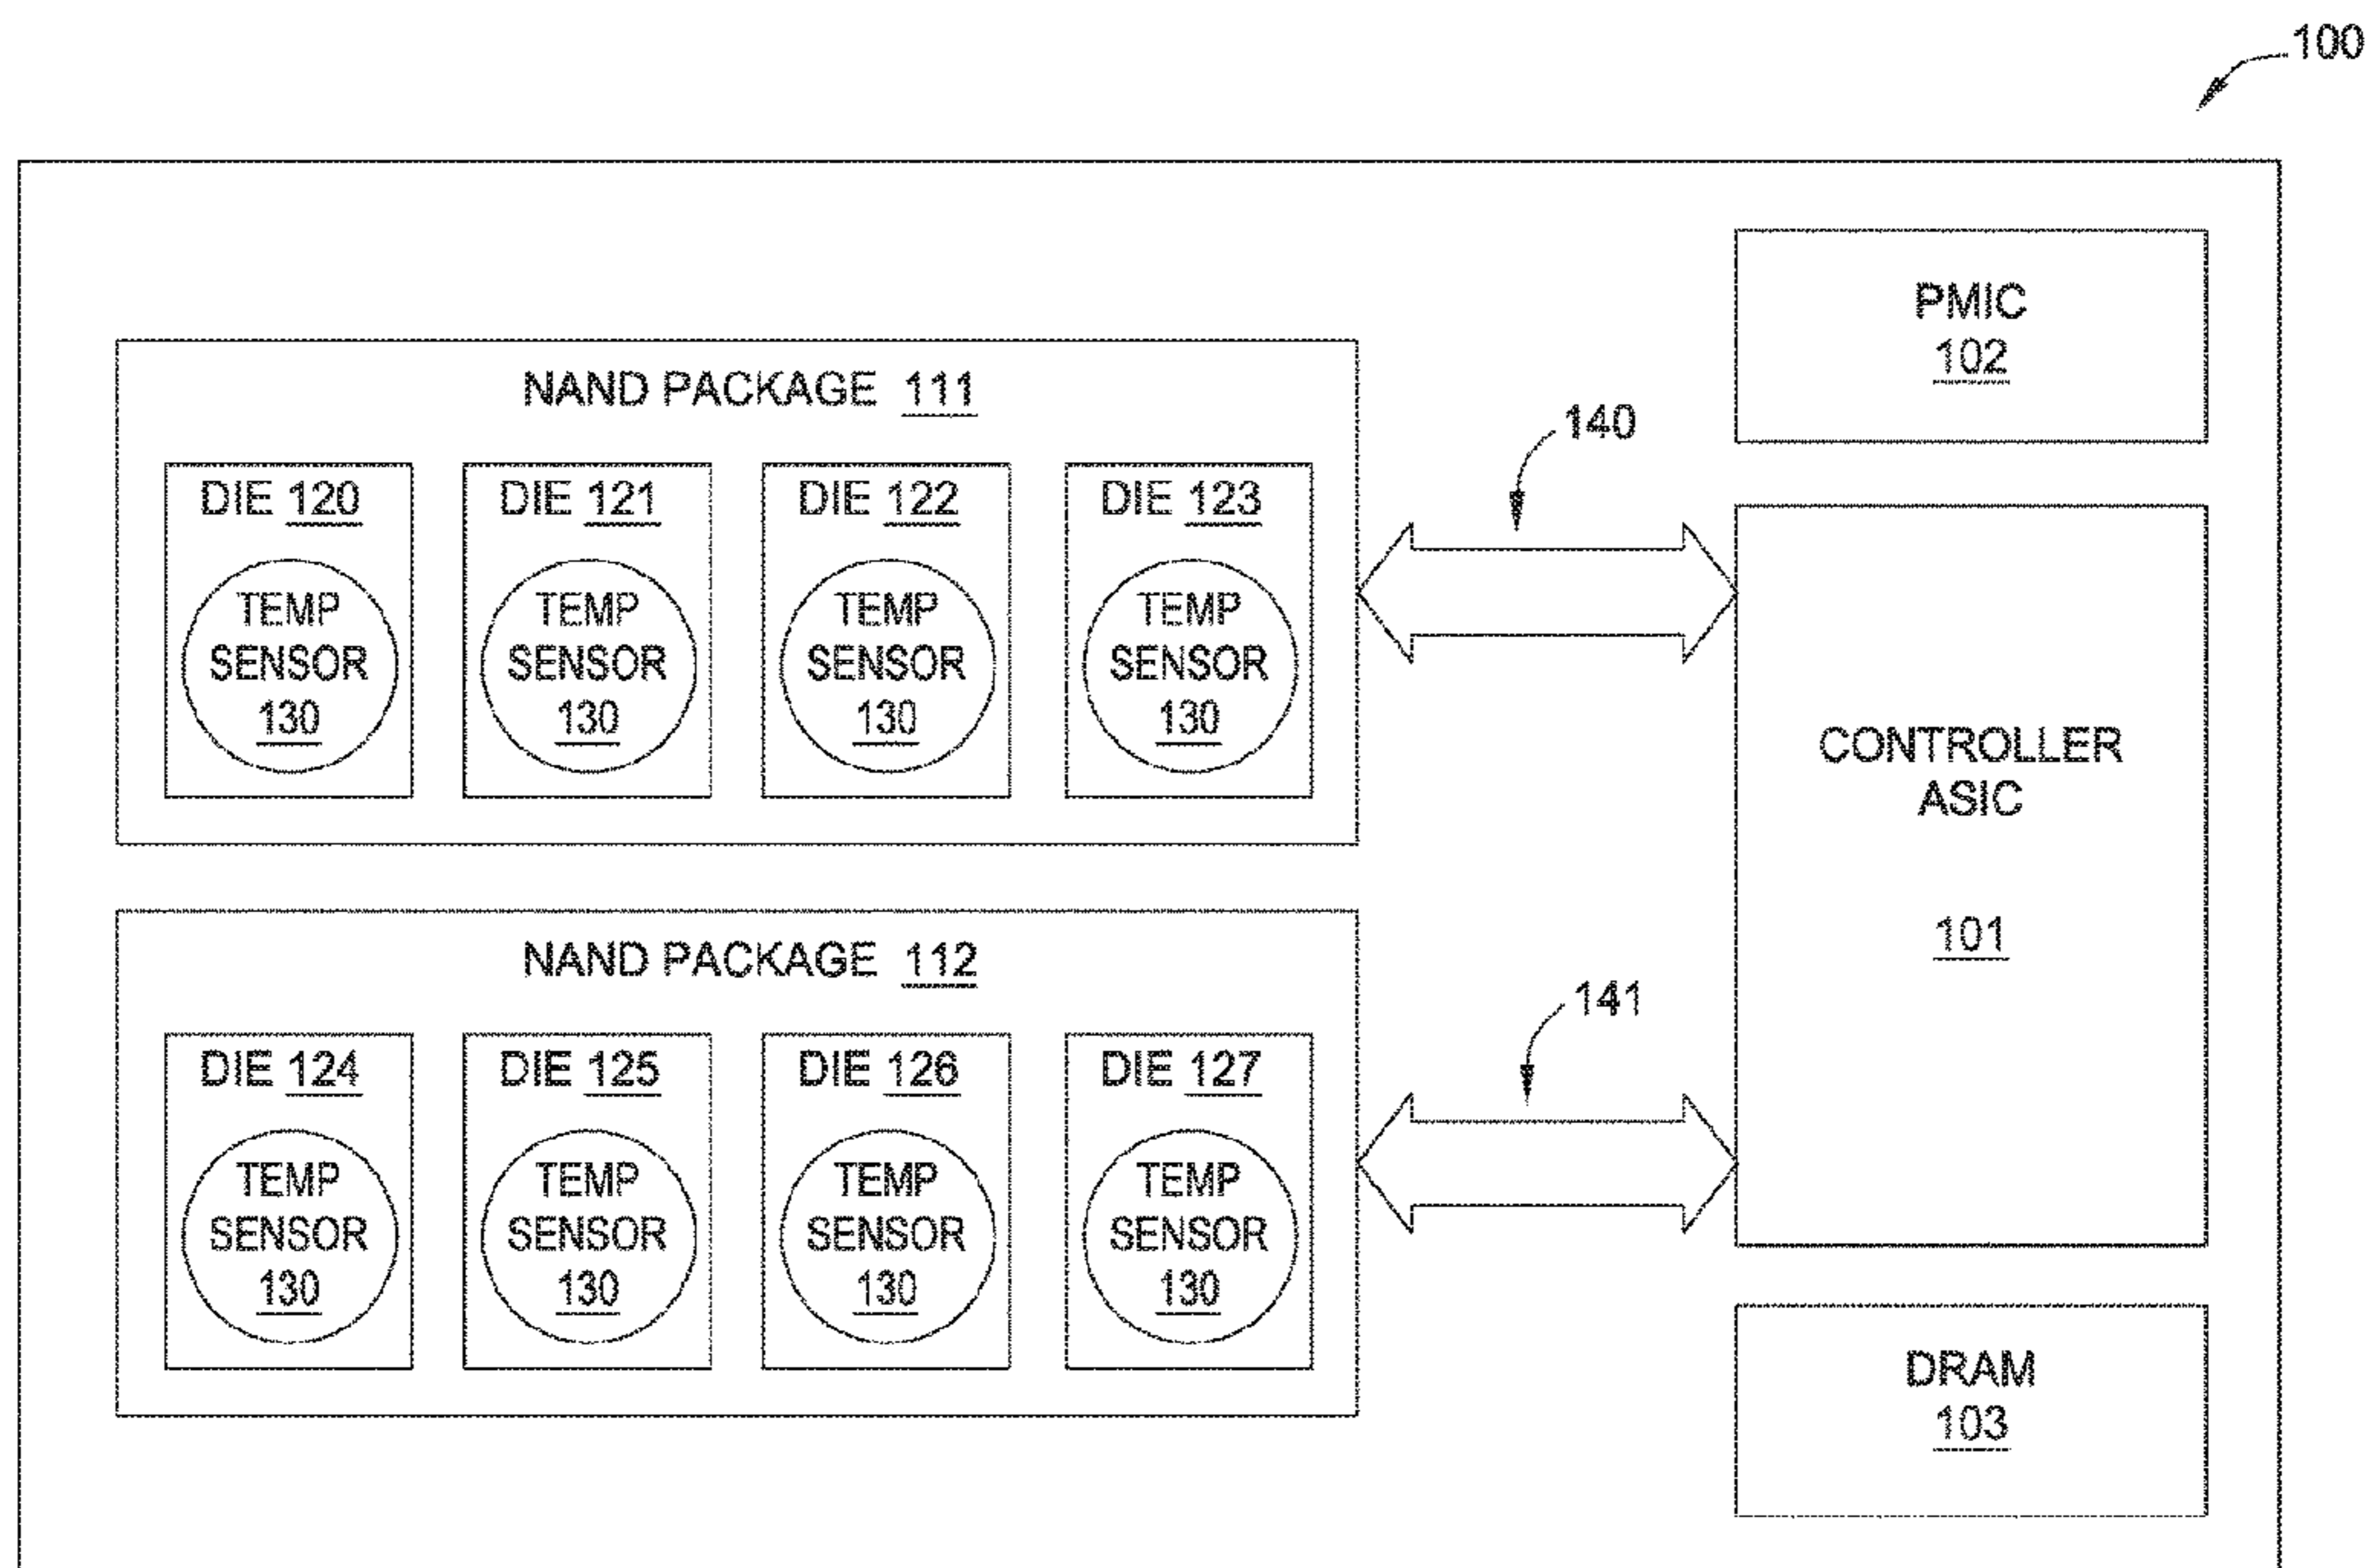 100
PMIC
102
NAND PACKAGE 111
140
DIE 120
TEMP
SENSOR
130
DIE 121
TEMP
SENSOR
130
DIE 122
TEMP
SENSOR
130
DIE 123
TEMP
SENSOR
130
CONTROLLER
ASIC
101
NAND PACKAGE 112
141
DIE 124
TEMP
SENSOR
130
DIE 125
TEMP
SENSOR
130
DIE 126
TEMP
SENSOR
130
DIE 127
TEMP
SENSOR
130
DRAM
103